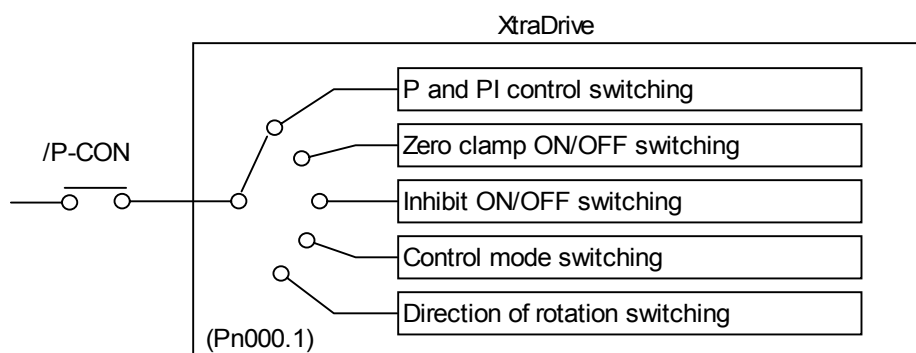 XtraDrive
P and PI control switching
/P-CON
Zero clamp ON/OFF switching
Inhibit ON/OFF switching
Control mode switching
Direction of rotation switching
(Pn000.1)